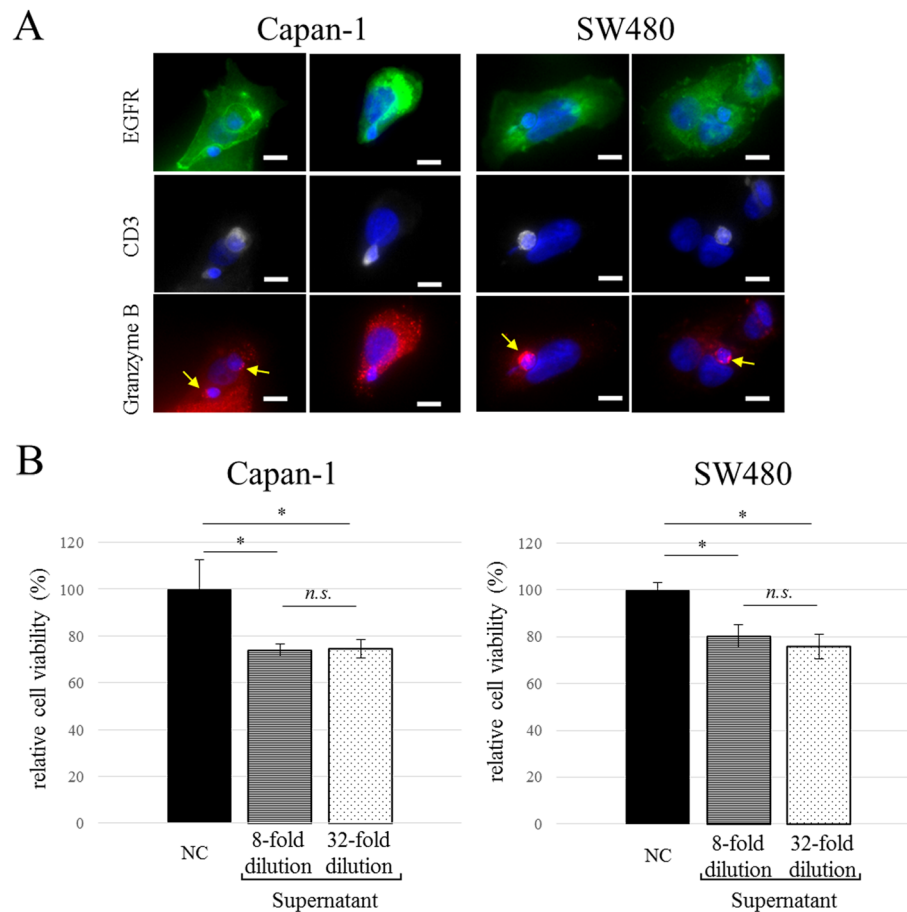 A
Capan-1
SW480
EGFR
CD3
Granzyme B
B
Capan-1
relative cell viability (%)
120
100
80
60
40
20
0
*
*
n.s.
NC
8-fold
dilution
32-fold
dilution
Supernatant
SW480
relative cell viability (%)
120
100
80
60
40
20
0
*
*
n.s.
NC
8-fold
dilution
32-fold
dilution
Supernatant